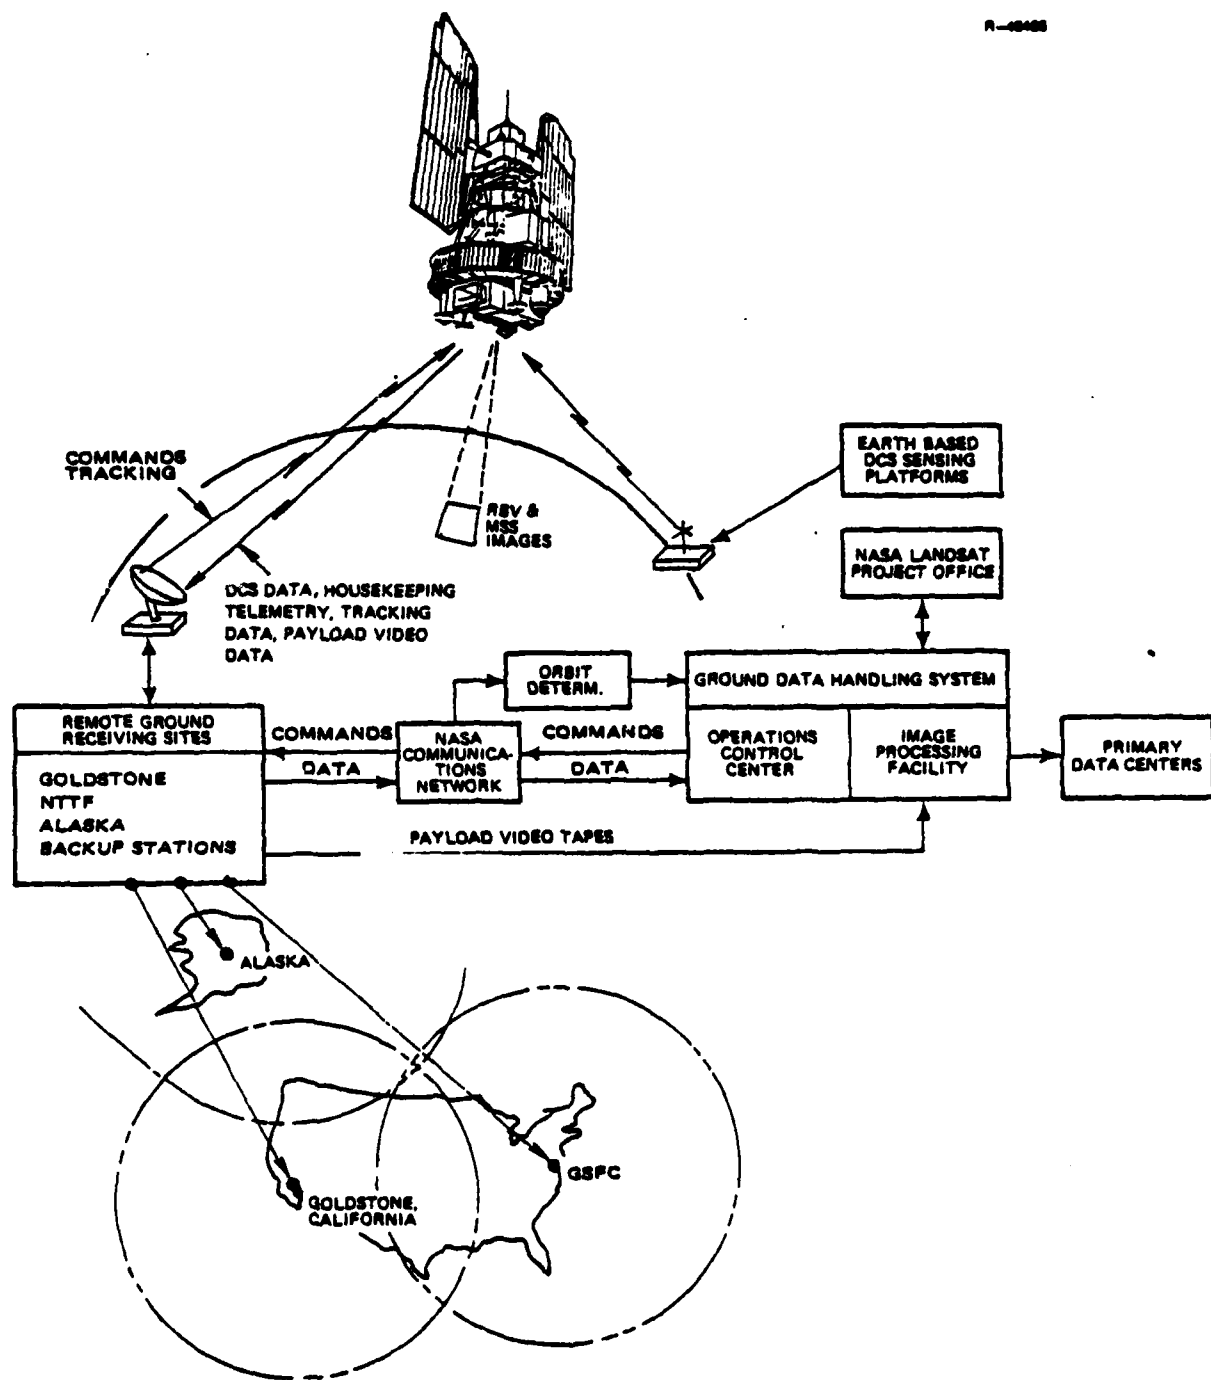 COMMANDS
TRACKING
RBV &
MSS
IMAGES
EARTH BASED
DCS SENSING
PLATFORMS
NASA LANDSAT
PROJECT OFFICE
DCS DATA, HOUSEKEEPING
TELEMETRY, TRACKING
DATA, PAYLOAD VIDEO
DATA
ORBIT
DETERM.
GROUND DATA HANDLING SYSTEM
REMOTE GROUND
RECEIVING SITES
COMMANDS
DATA
NASA
COMMUNICA-
TIONS
NETWORK
COMMANDS
DATA
OPERATIONS
CONTROL
CENTER
IMAGE
PROCESSING
FACILITY
PRIMARY
DATA CENTERS
GOLDSTONE
NTTF
ALASKA
BACKUP STATIONS
PAYLOAD VIDEO TAPES
ALASKA
GSFC
GOLDSTONE,
CALIFORNIA